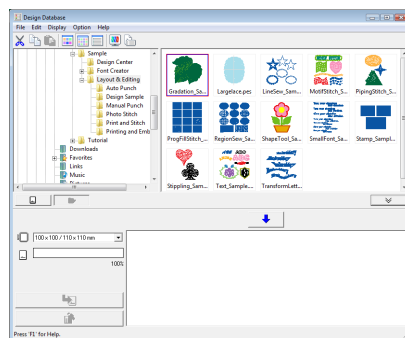 Design Database
File Edit Display Option Help
Sample
Design Center
Font Creator
Layout & Editing
Auto Punch
Design Sample
Manual Punch
Photo Stitch
Print and Stitch
Printing and Emb
Tutorial
Downloads
Favorites
Links
Music
Gradation_Sa...
Largelace.pes
LineSew_Sam...
MotifStitch_S...
PipingStitch_S...
ProgFillStitch_...
RegionSew_Sa...
ShapeTool_Sa...
SmallFont_Sa...
Stamp_Sampl...
Stippling_Sam...
Text_Sample...
TransformLett...
100 x 100 / 110 x 110 mm
100%
Press 'F1' for Help.